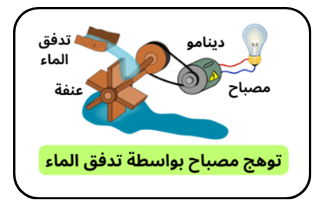 تدفق
الماء
دينامو
مصباح
عنفة
توهج مصباح بواسطة تدفق الماء